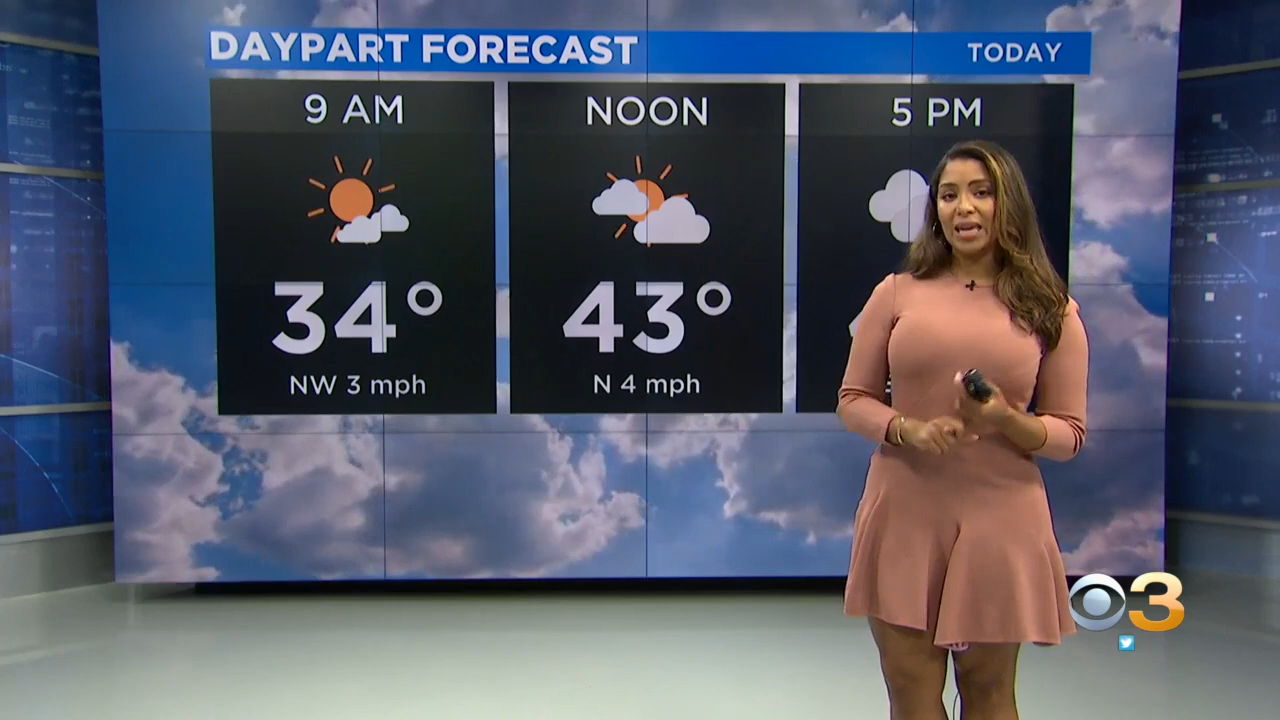 DAYPART FORECAST
TODAY
9 AM
NOON
5 PM
34°
43°
NW 3 mph
N 4 mph
3